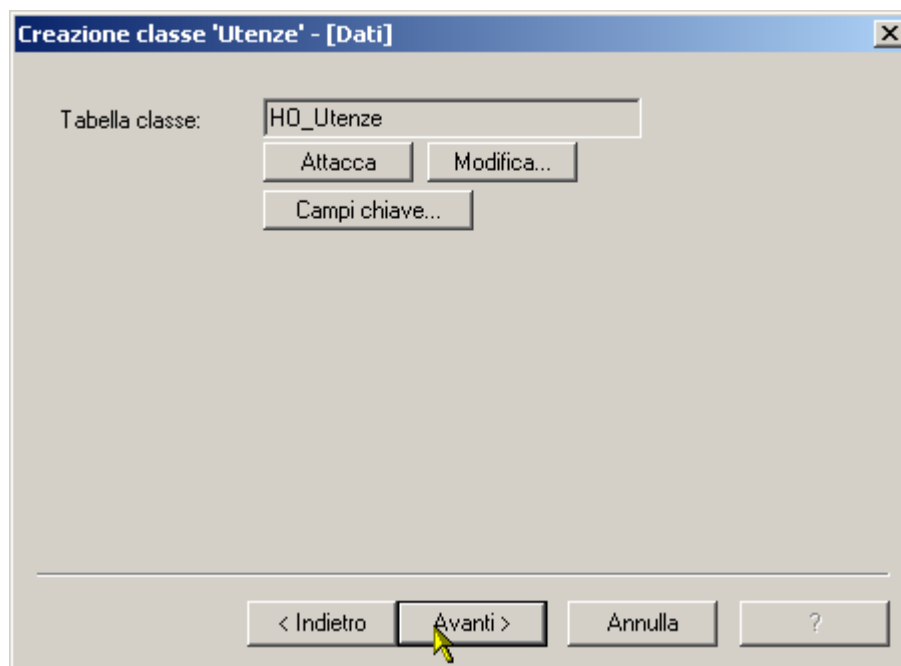 Creazione classe 'Utenze' - [Dati]
Tabella classe: HO_Utenze
Attacca Modifica...
Campi chiave...
< Indietro Avanti > Annulla ?